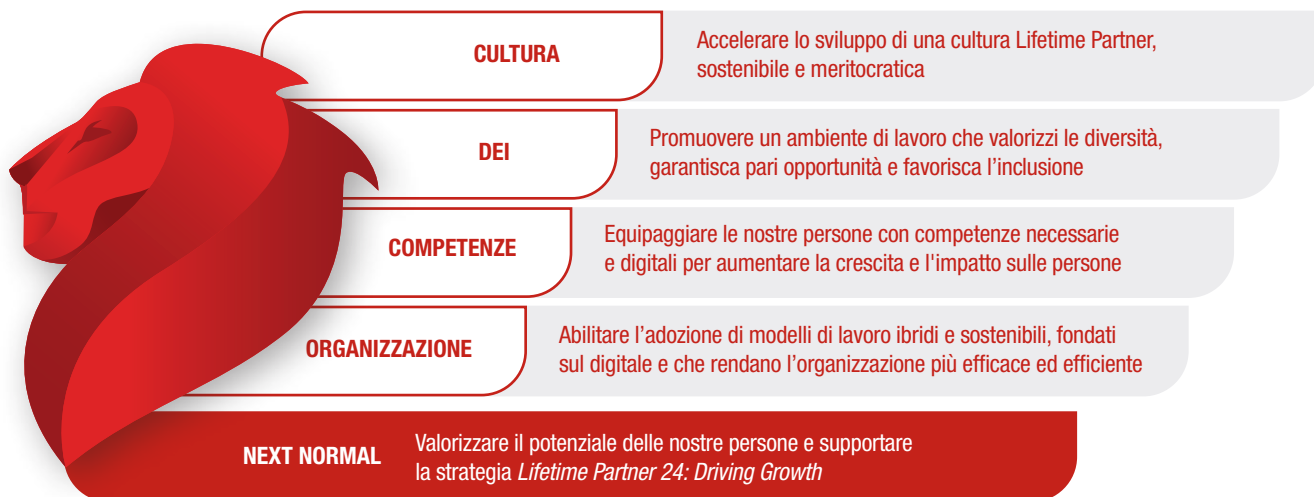 CULTURA
Accelerare lo sviluppo di una cultura Lifetime Partner,
sostenibile e meritocratica
DEI
Promuovere un ambiente di lavoro che valorizzi le diversità,
garantisca pari opportunità e favorisca l’inclusione
COMPETENZE
Equipaggiare le nostre persone con competenze necessarie
e digitali per aumentare la crescita e l'impatto sulle persone
ORGANIZZAZIONE
Abilitare l’adozione di modelli di lavoro ibridi e sostenibili, fondati
sul digitale e che rendano l’organizzazione più efficace ed efficiente
NEXT NORMAL
Valorizzare il potenziale delle nostre persone e supportare
la strategia Lifetime Partner 24: Driving Growth